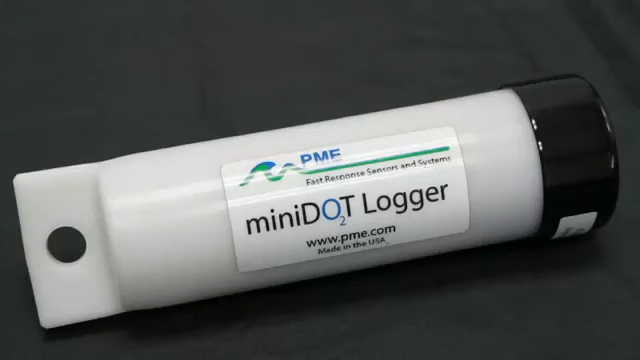 PME
Fast Response Sensors and Systems
miniDO₂T Logger
www.pme.com
Made in the USA